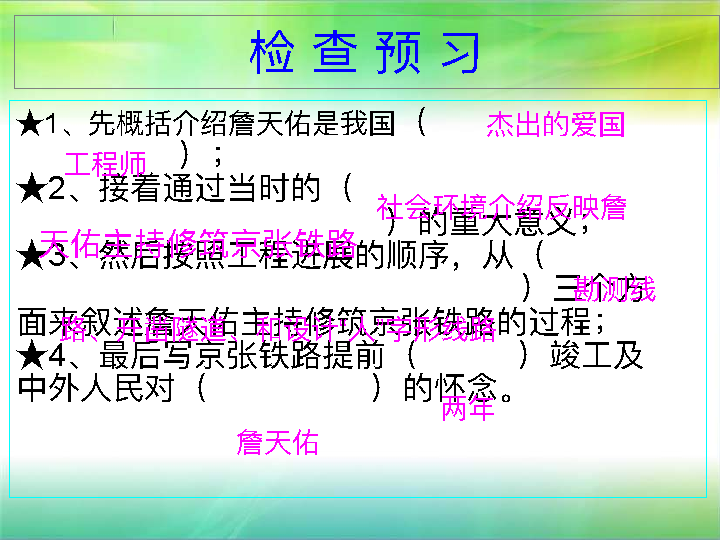 检查预习
★1、先概括介绍詹天佑是我国（
杰出的爱国
工程师
）；
★2、接着通过当时的（
社会环境介绍反映詹
）的重大意义；
天佑主持修筑京张铁路
★3、然后按照工程进展的顺序，从（
）三个方
勘测线
面来叙述詹天佑主持修筑京张铁路的过程；
路、开凿隧道、和设计“人”字形线路
★4、最后写京张铁路提前（　　　）竣工及
中外人民对（　　　　　）的怀念。
两年
詹天佑